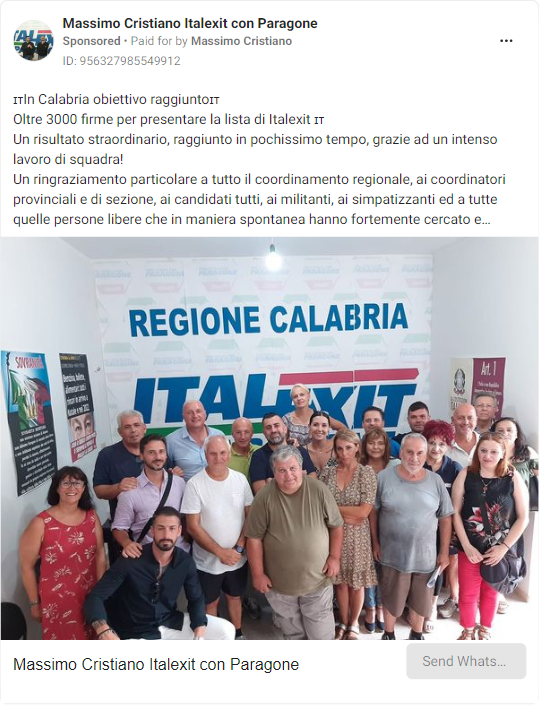 Massimo Cristiano Italexit con Paragone
Sponsored • Paid for by Massimo Cristiano
ID: 956327985549912
ɪᴛIn Calabria obiettivo raggiuntoɪᴛ
Oltre 3000 firme per presentare la lista di Italexit ɪᴛ
Un risultato straordinario, raggiunto in pochissimo tempo, grazie ad un intenso
lavoro di squadra!
Un ringraziamento particolare a tutto il coordinamento regionale, ai coordinatori
provinciali e di sezione, ai candidati tutti, ai militanti, ai simpatizzanti ed a tutte
quelle persone libere che in maniera spontanea hanno fortemente cercato e...
REGIONE CALABRIA
ITALEXIT
SOVRANITÀ
Art. 1
Massimo Cristiano Italexit con Paragone
Send Whats...